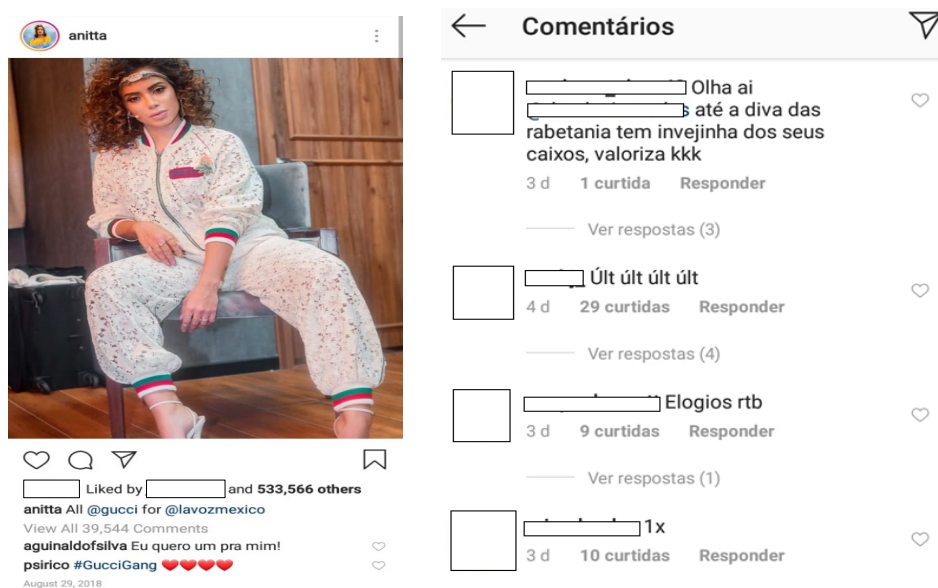 anitta
Liked by and 533,566 others
anitta All @gucci for @lavozmexico
View All 39,544 Comments
aguinaldofsilva Eu quero um pra mim!
psirico #GucciGang ❤️❤️❤️❤️
August 29, 2018
Comentários
Olha ai
até a diva das
rabetania tem invejinha dos seus
caixos, valoriza kkk
3 d 1 curtida Responder
Ver respostas (3)
Últ últ últ últ
4 d 29 curtidas Responder
Ver respostas (4)
Elogios rtb
3 d 9 curtidas Responder
Ver respostas (1)
1x
3 d 10 curtidas Responder